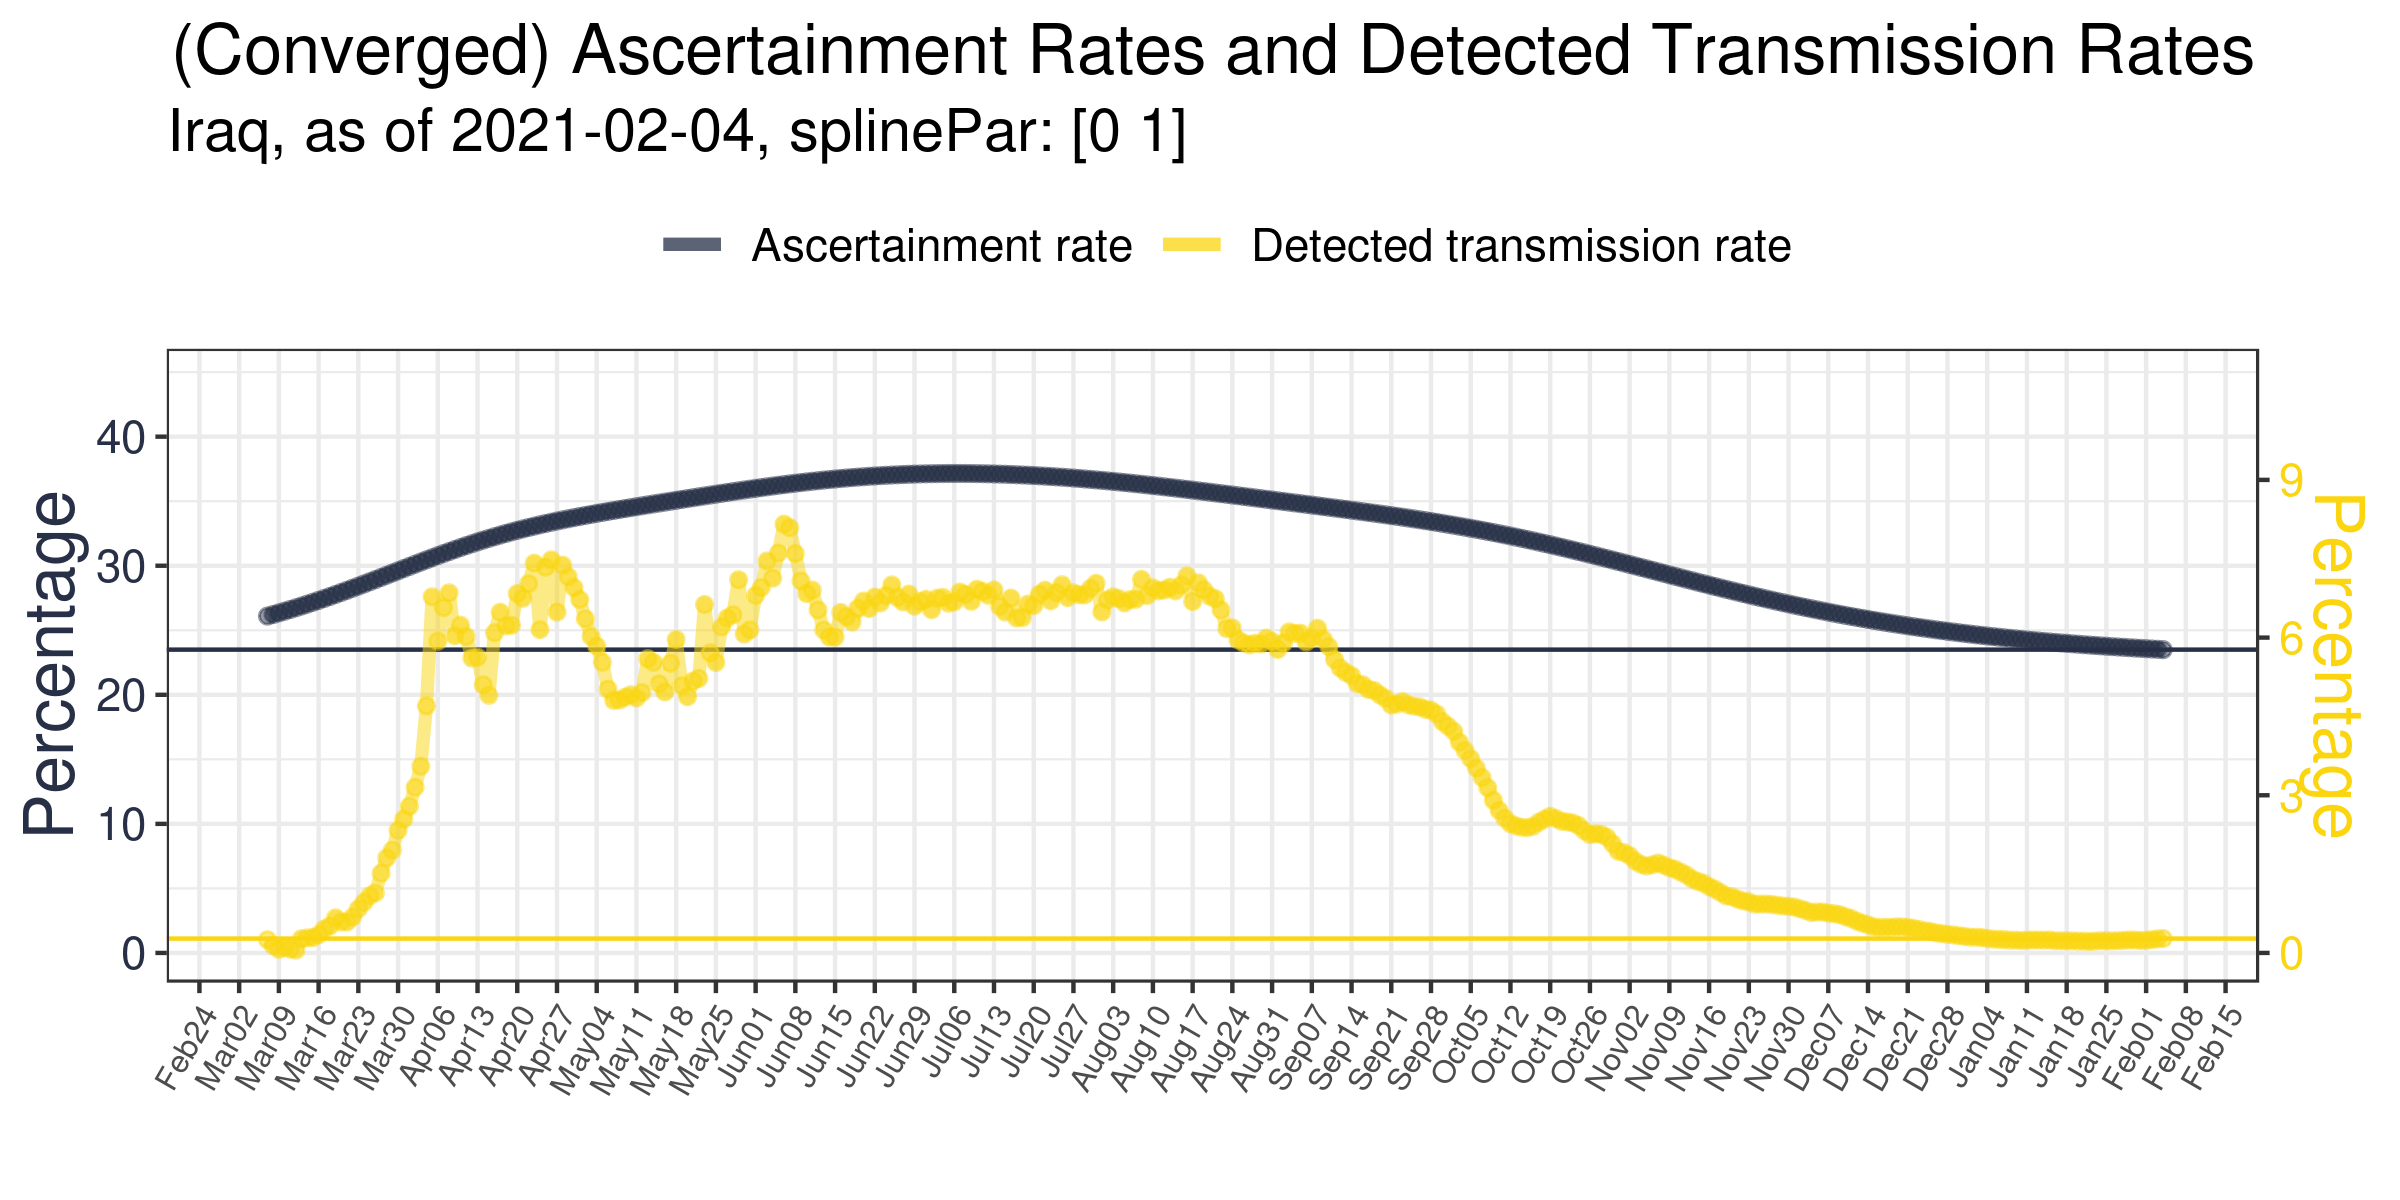 (Converged) Ascertainment Rates and Detected Transmission Rates
Iraq, as of 2021-02-04, splinePar: [0 1]
Ascertainment rate
Detected transmission rate
Percentage
40
30
20
10
0
9
6
3
0
Percentage
Feb24
Mar02
Mar09
Mar16
Mar23
Mar30
Apr06
Apr13
Apr20
Apr27
May04
May11
May18
May25
Jun01
Jun08
Jun15
Jun22
Jun29
Jul06
Jul13
Jul20
Jul27
Aug03
Aug10
Aug17
Aug24
Aug31
Sep07
Sep14
Sep21
Sep28
Oct05
Oct12
Oct19
Oct26
Nov02
Nov09
Nov16
Nov23
Nov30
Dec07
Dec14
Dec21
Dec28
Jan04
Jan11
Jan18
Jan25
Feb01
Feb08
Feb15